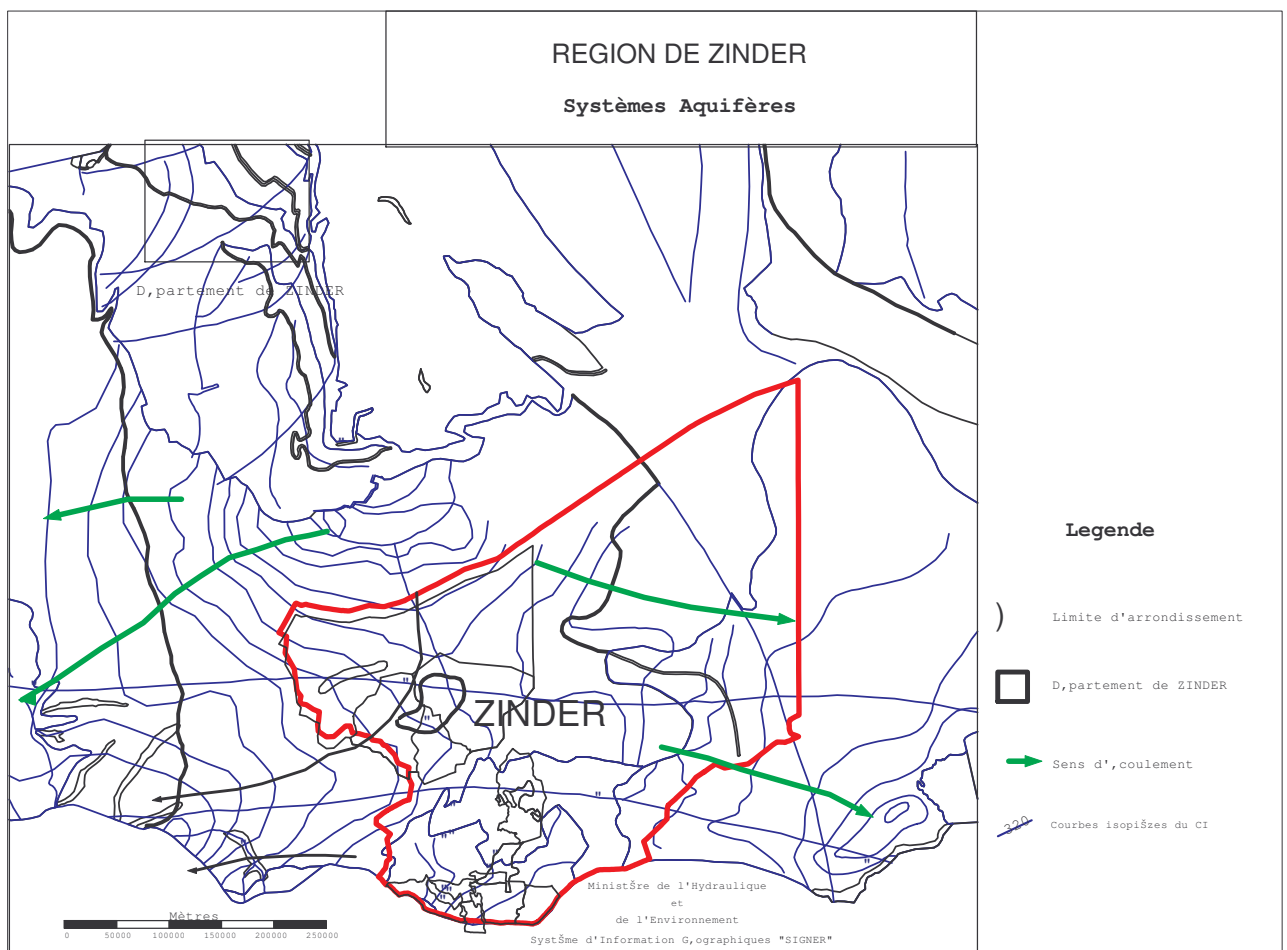 REGION DE ZINDER
Systèmes Aquifères
D,partement de ZINDER
ZINDER
Legende
Limite d'arrondissement
D,partement de ZINDER
Sens d',coulement
320
Courbes isopiŠzes du CI
MinistŠre de l'Hydraulique
et
de l'Environnement
SystŠme d'Information G,ographiques "SIGNER"
Mètres
0 50000 100000 150000 200000 250000